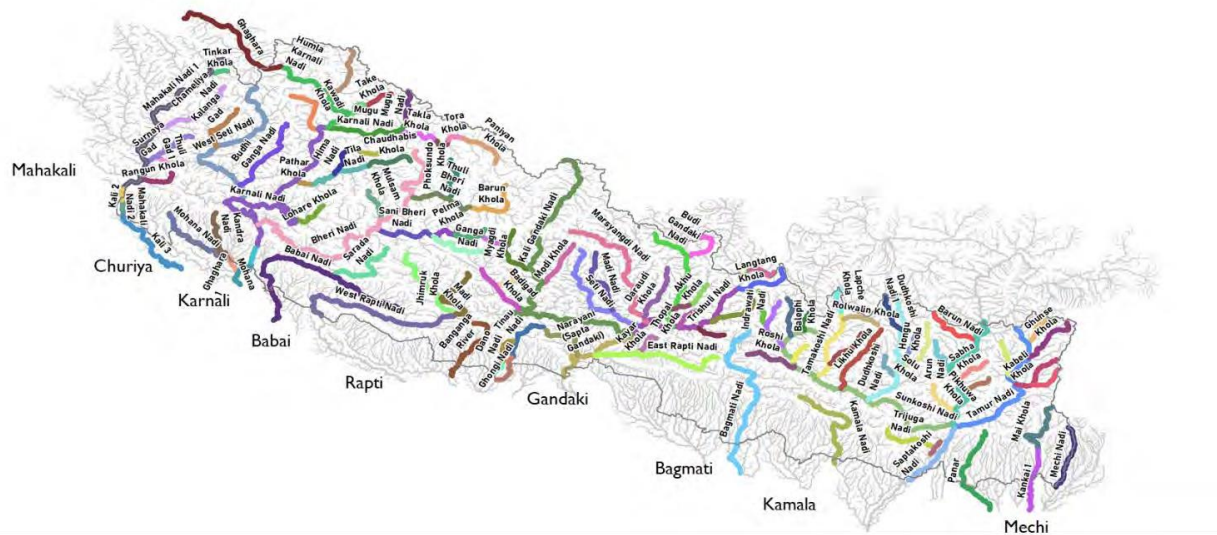 Ghaghara
Humla
Karnali
Nadi
Tinkar
Khola
Mahakali Nadi 1
Chameliya
Nadi
Kawadi
Khola
Take
Khola
Mugu
Mugu
Nadi
Takla
Khola
Tora
Khola
Paniyan
Khola
Surnaya
Gad
Kalanga
Gad
Thuli
Gad 1
West Seti Nadi
Budhi
Ganga Nadi
Karnali Nadi
Chaudhabis
Khola
Hima
Nadi
Tila
Nadi
Pathar
Khola
Rangun Khola
Mahakali
Kali 2
Mahakali
Nadi 2
Kali 3
Karnali Nadi
Lohare Khola
Mulsam
Khola
Phoksundo
Khola
Thuli
Bheri
Nadi
Barun
Khola
Pelma
Khola
Sani Bheri
Nadi
Mohana Nadi
Kandra
Nadi
Bheri Nadi
Sarada
Nadi
Ganga
Nadi
Myagdi
Khola
Kali Gandaki Nadi
Marsyangdi Nadi
Budi
Gandaki
Nadi
Churiya
Ghaghara
Mohana
Karnali
Babai Nadi
Babai
West Rapti Nadi
Rapti
Jhimruk
Khola
Madi
Khola
Badigad
Khola
Modi Khola
Seti Nadi
Madi Nadi
Daraudi
Khola
Akhu
Khola
Thopal
Khola
Trishuli Nadi
Langtang
Khola
Banganga
River
Dano
Nadi
Tinau
Nadi
Ghongi Nadi
Narayani
(Sapta
Gandaki)
Kayar
Khola
East Rapti Nadi
Gandaki
Indrawati
Nadi
Balephi
Khola
Roshi
Khola
Tamakoshi Nadi
Lapche
Khola
Rolwalin Khola
Dudhkoshi
Nadi
Hongu
Khola
Likhu Khola
Dudhkoshi
Nadi
Solu
Khola
Barun Nadi
Arun
Nadi
Sabha
Khola
Pikhuwa
Khola
Ghunse
Khola
Kabeli
Khola
Sunkoshi Nadi
Tamur Nadi
Trijuga
Nadi
Saptakoshi
Nadi
Kamala Nadi
Bagmati Nadi
Bagmati
Kamala
Panar
Mai Khola
Kankai 1
Mechi Nadi
Mechi